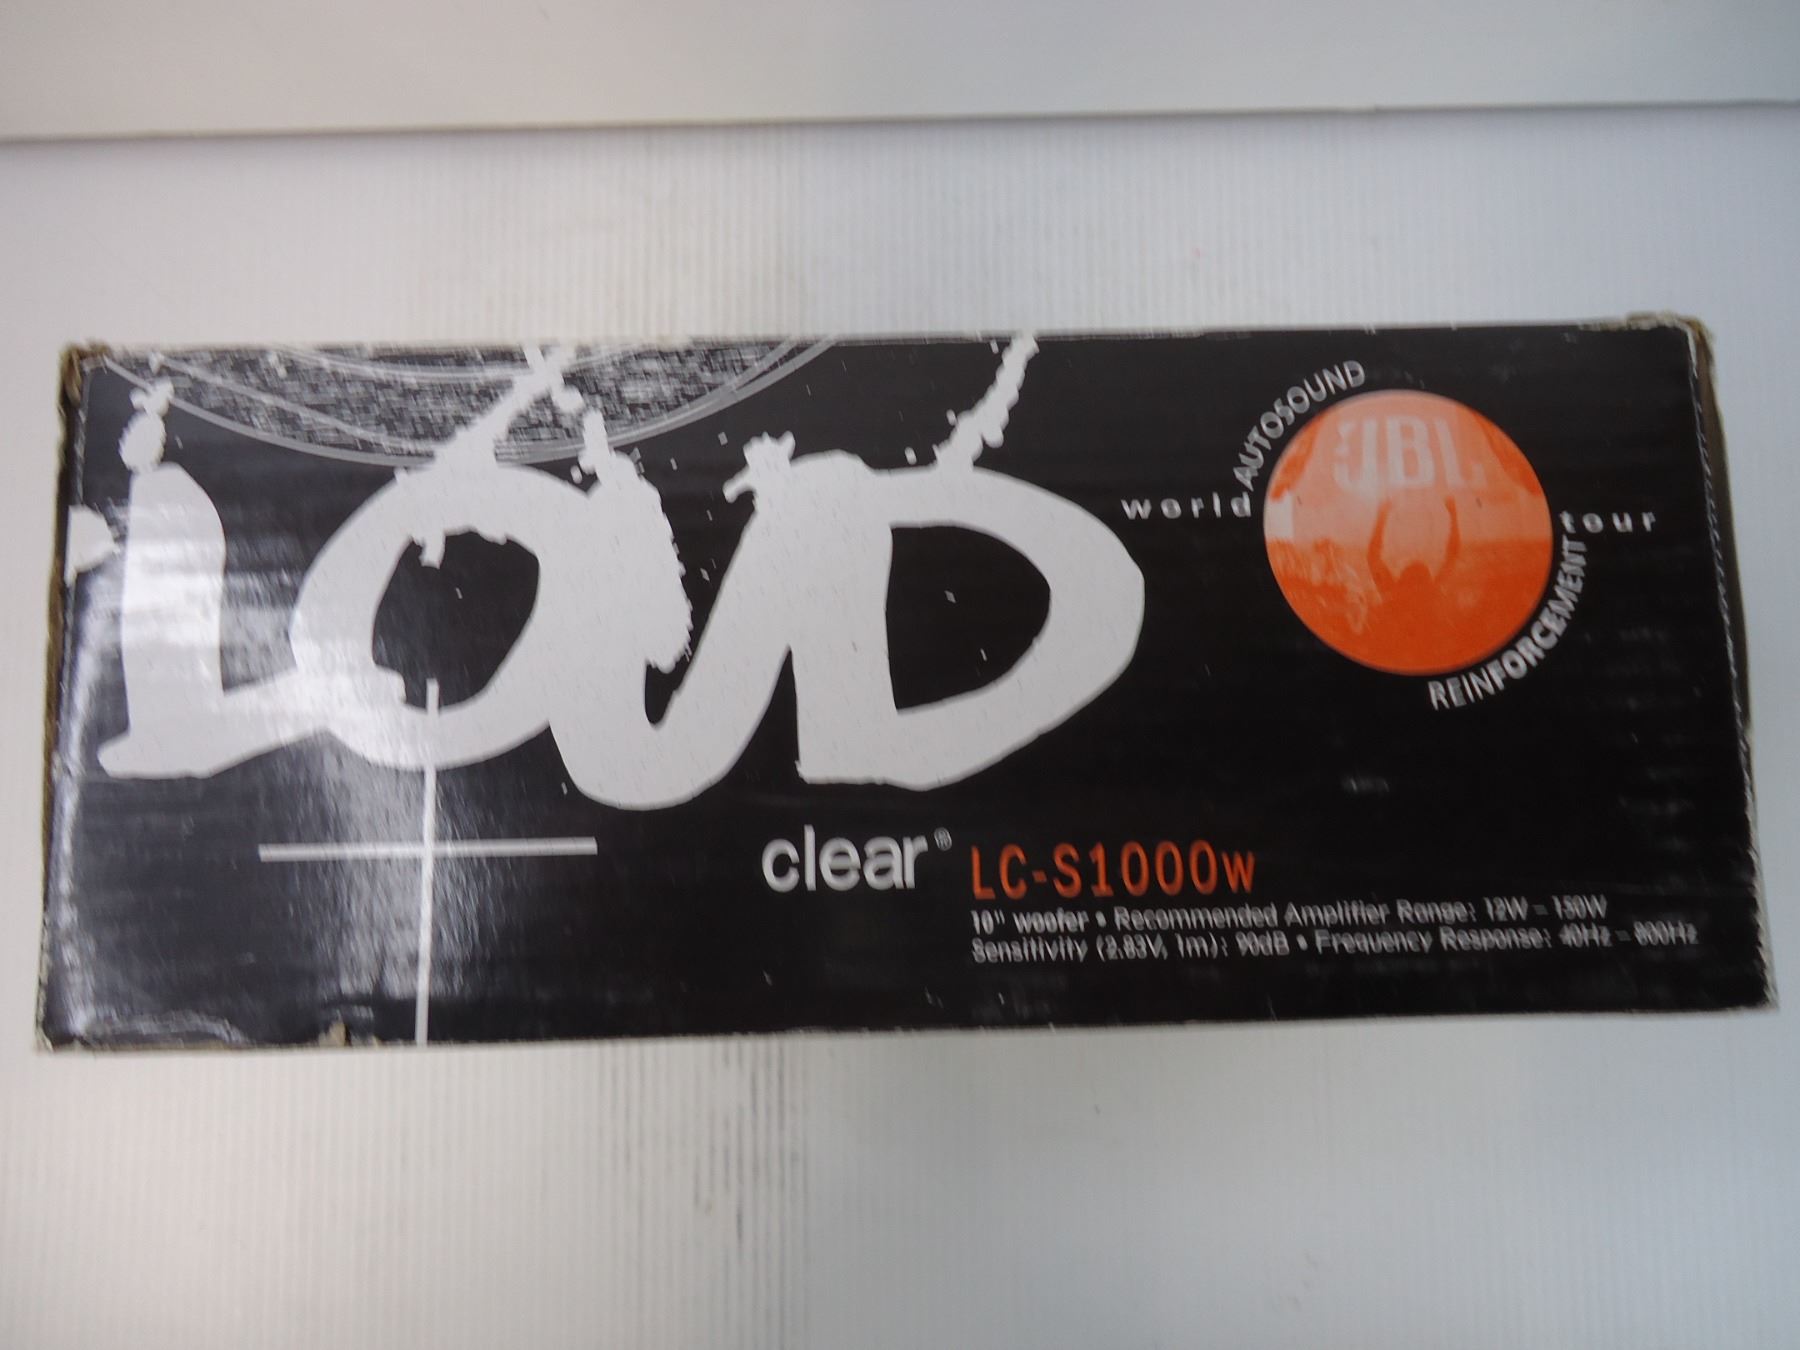 LOUD
clear®
AUTOSOUND
world JBL tour
REINFORCEMENT
LC-S1000w
10" woofer • Recommended Amplifier Range: 12W – 150W
Sensitivity (2.83V, 1m): 90dB • Frequency Response: 40Hz – 800Hz